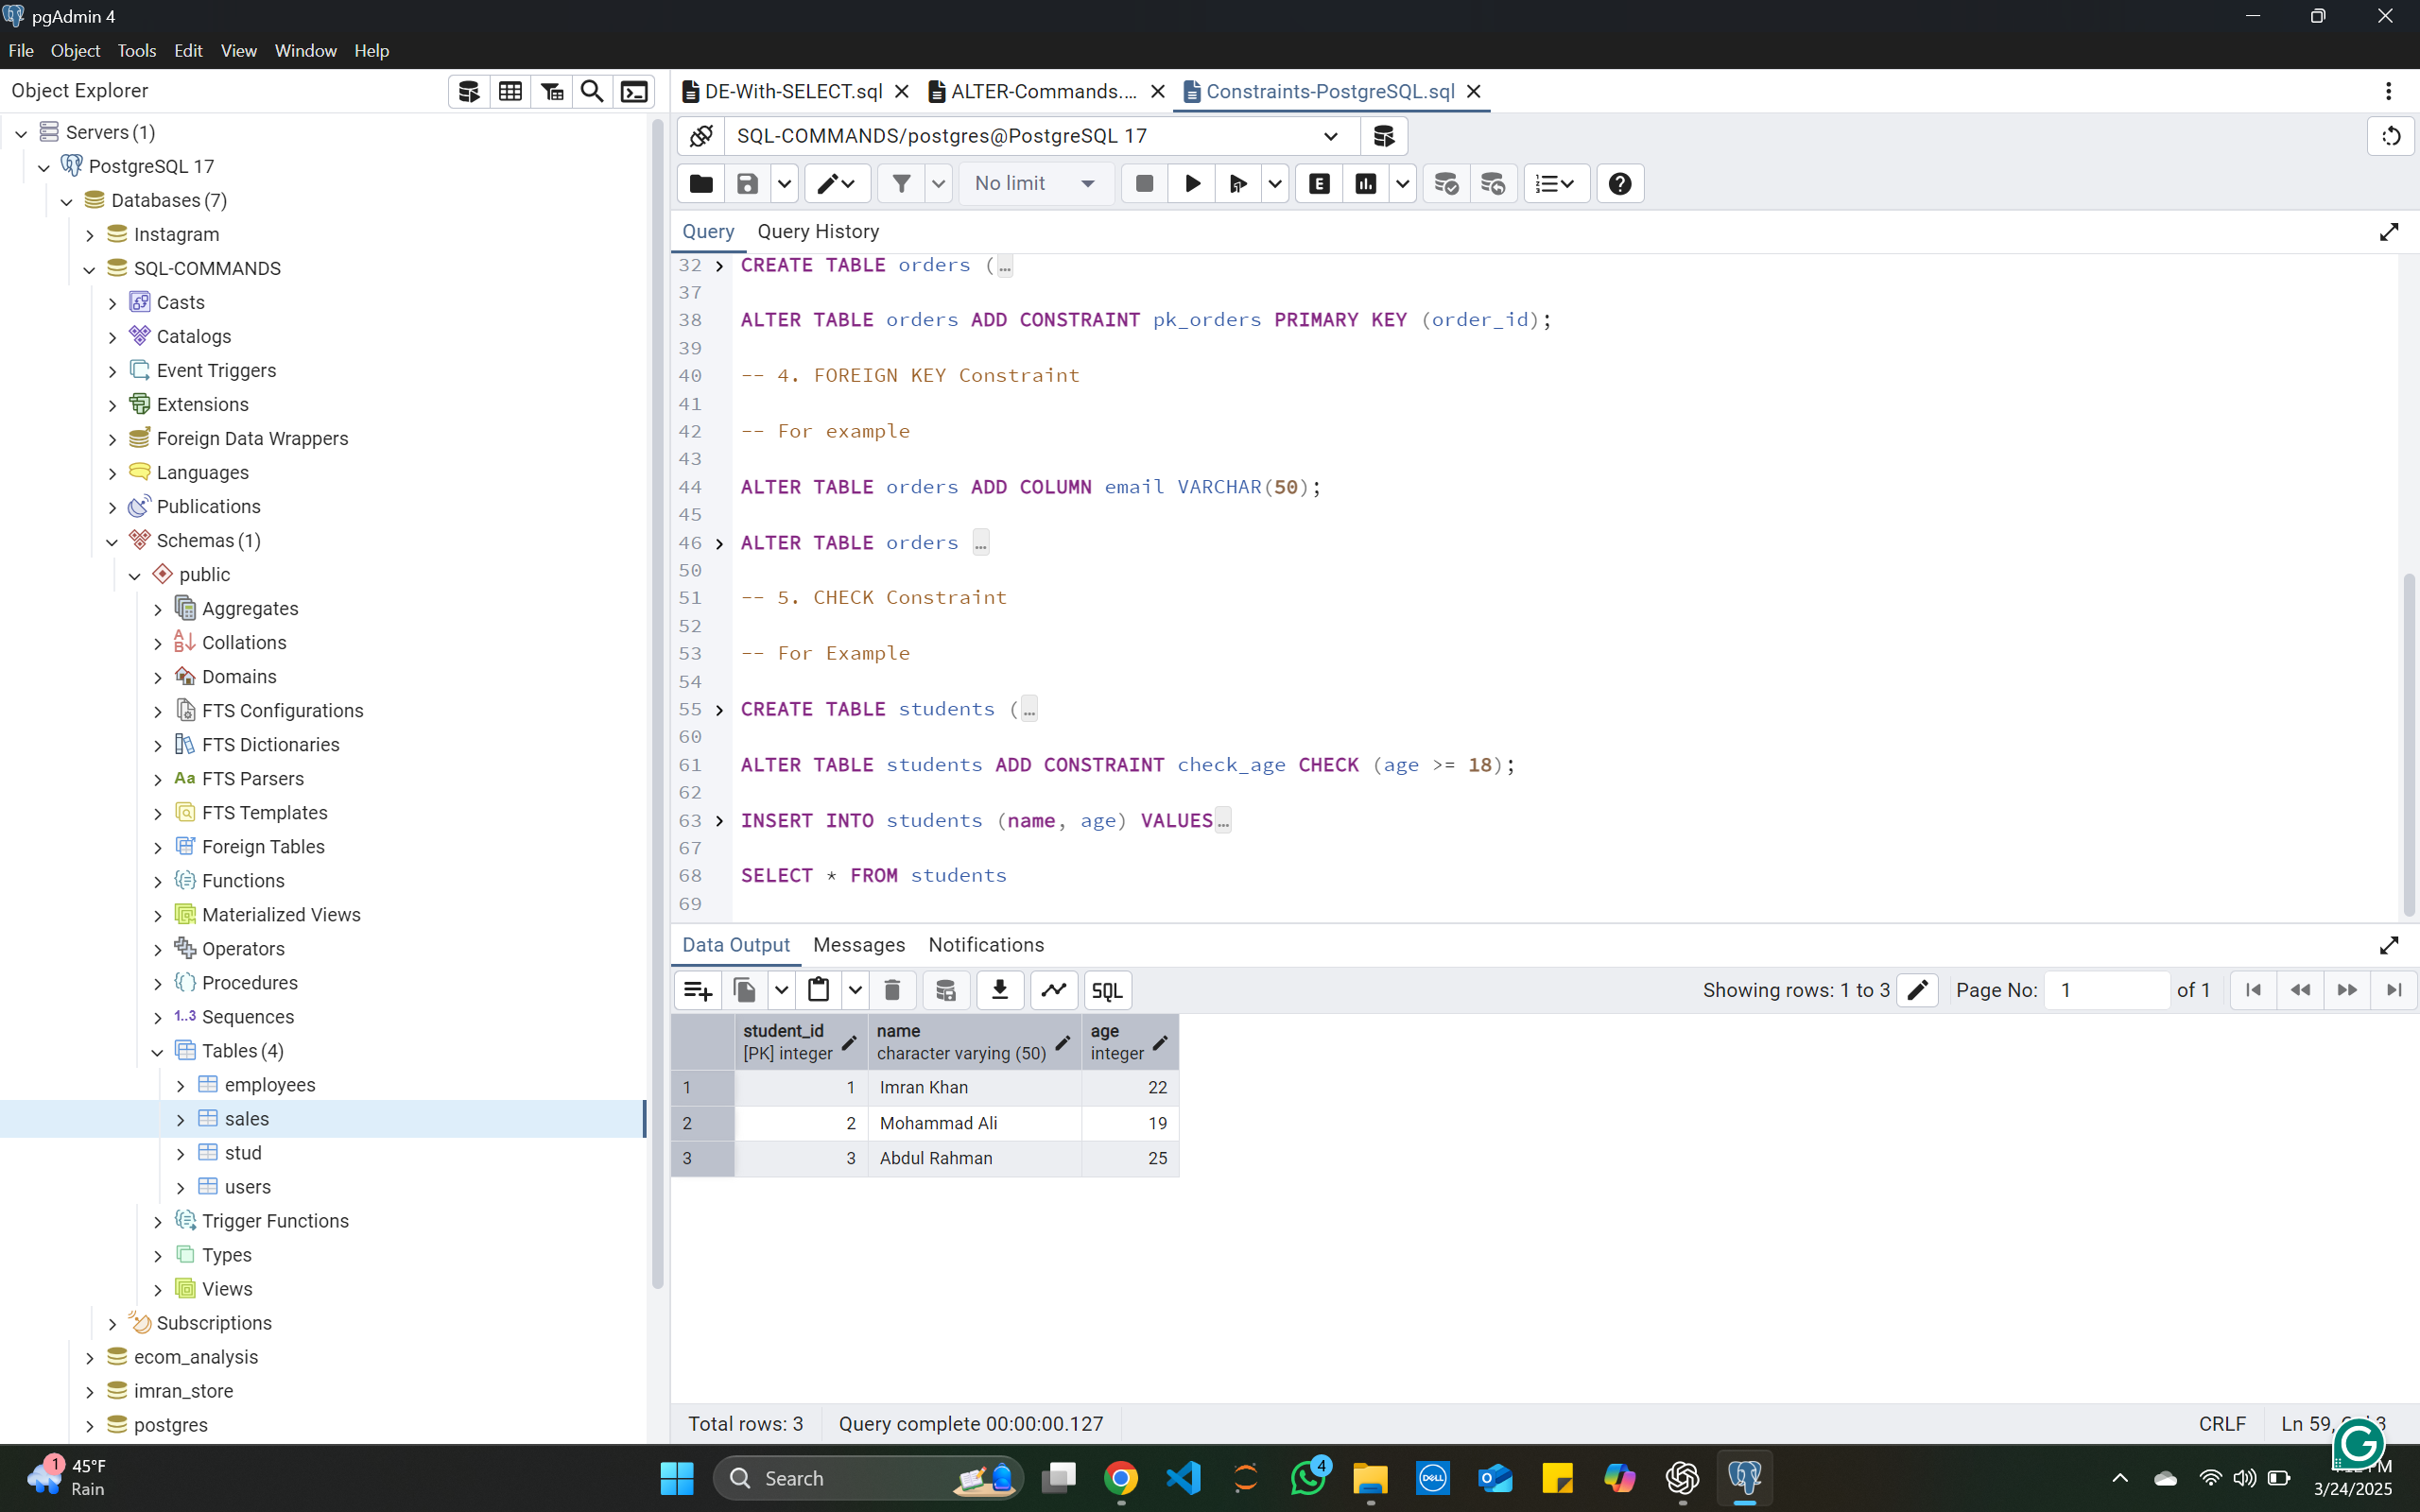 pgAdmin 4
File Object Tools Edit View Window Help
Object Explorer
Servers (1)
PostgreSQL 17
Databases (7)
Instagram
SQL-COMMANDS
Casts
Catalogs
Event Triggers
Extensions
Foreign Data Wrappers
Languages
Publications
Schemas (1)
public
Aggregates
Collations
Domains
FTS Configurations
FTS Dictionaries
Aa FTS Parsers
FTS Templates
Foreign Tables
Functions
Materialized Views
Operators
Procedures
1..3 Sequences
Tables (4)
employees
sales
stud
users
Trigger Functions
Types
Views
Subscriptions
ecom_analysis
imran_store
postgres
DE-With-SELECT.sql ALTER-Commands.... Constraints-PostgreSQL.sql
SQL-COMMANDS/postgres@PostgreSQL 17
No limit E
Query Query History
32 CREATE TABLE orders (…
37
38 ALTER TABLE orders ADD CONSTRAINT pk_orders PRIMARY KEY (order_id);
39
40 -- 4. FOREIGN KEY Constraint
41
42 -- For example
43
44 ALTER TABLE orders ADD COLUMN email VARCHAR(50);
45
46 ALTER TABLE orders …
50
51 -- 5. CHECK Constraint
52
53 -- For Example
54
55 CREATE TABLE students (…
60
61 ALTER TABLE students ADD CONSTRAINT check_age CHECK (age >= 18);
62
63 INSERT INTO students (name, age) VALUES…
67
68 SELECT * FROM students
69
Data Output Messages Notifications
SQL Showing rows: 1 to 3 Page No: 1 of 1
student_id name age
[PK] integer character varying (50) integer
1 1 Imran Khan 22
2 2 Mohammad Ali 19
3 3 Abdul Rahman 25
Total rows: 3 Query complete 00:00:00.127 CRLF Ln 59,
1 45°F
Rain
Search
4
DELL
3/24/2025